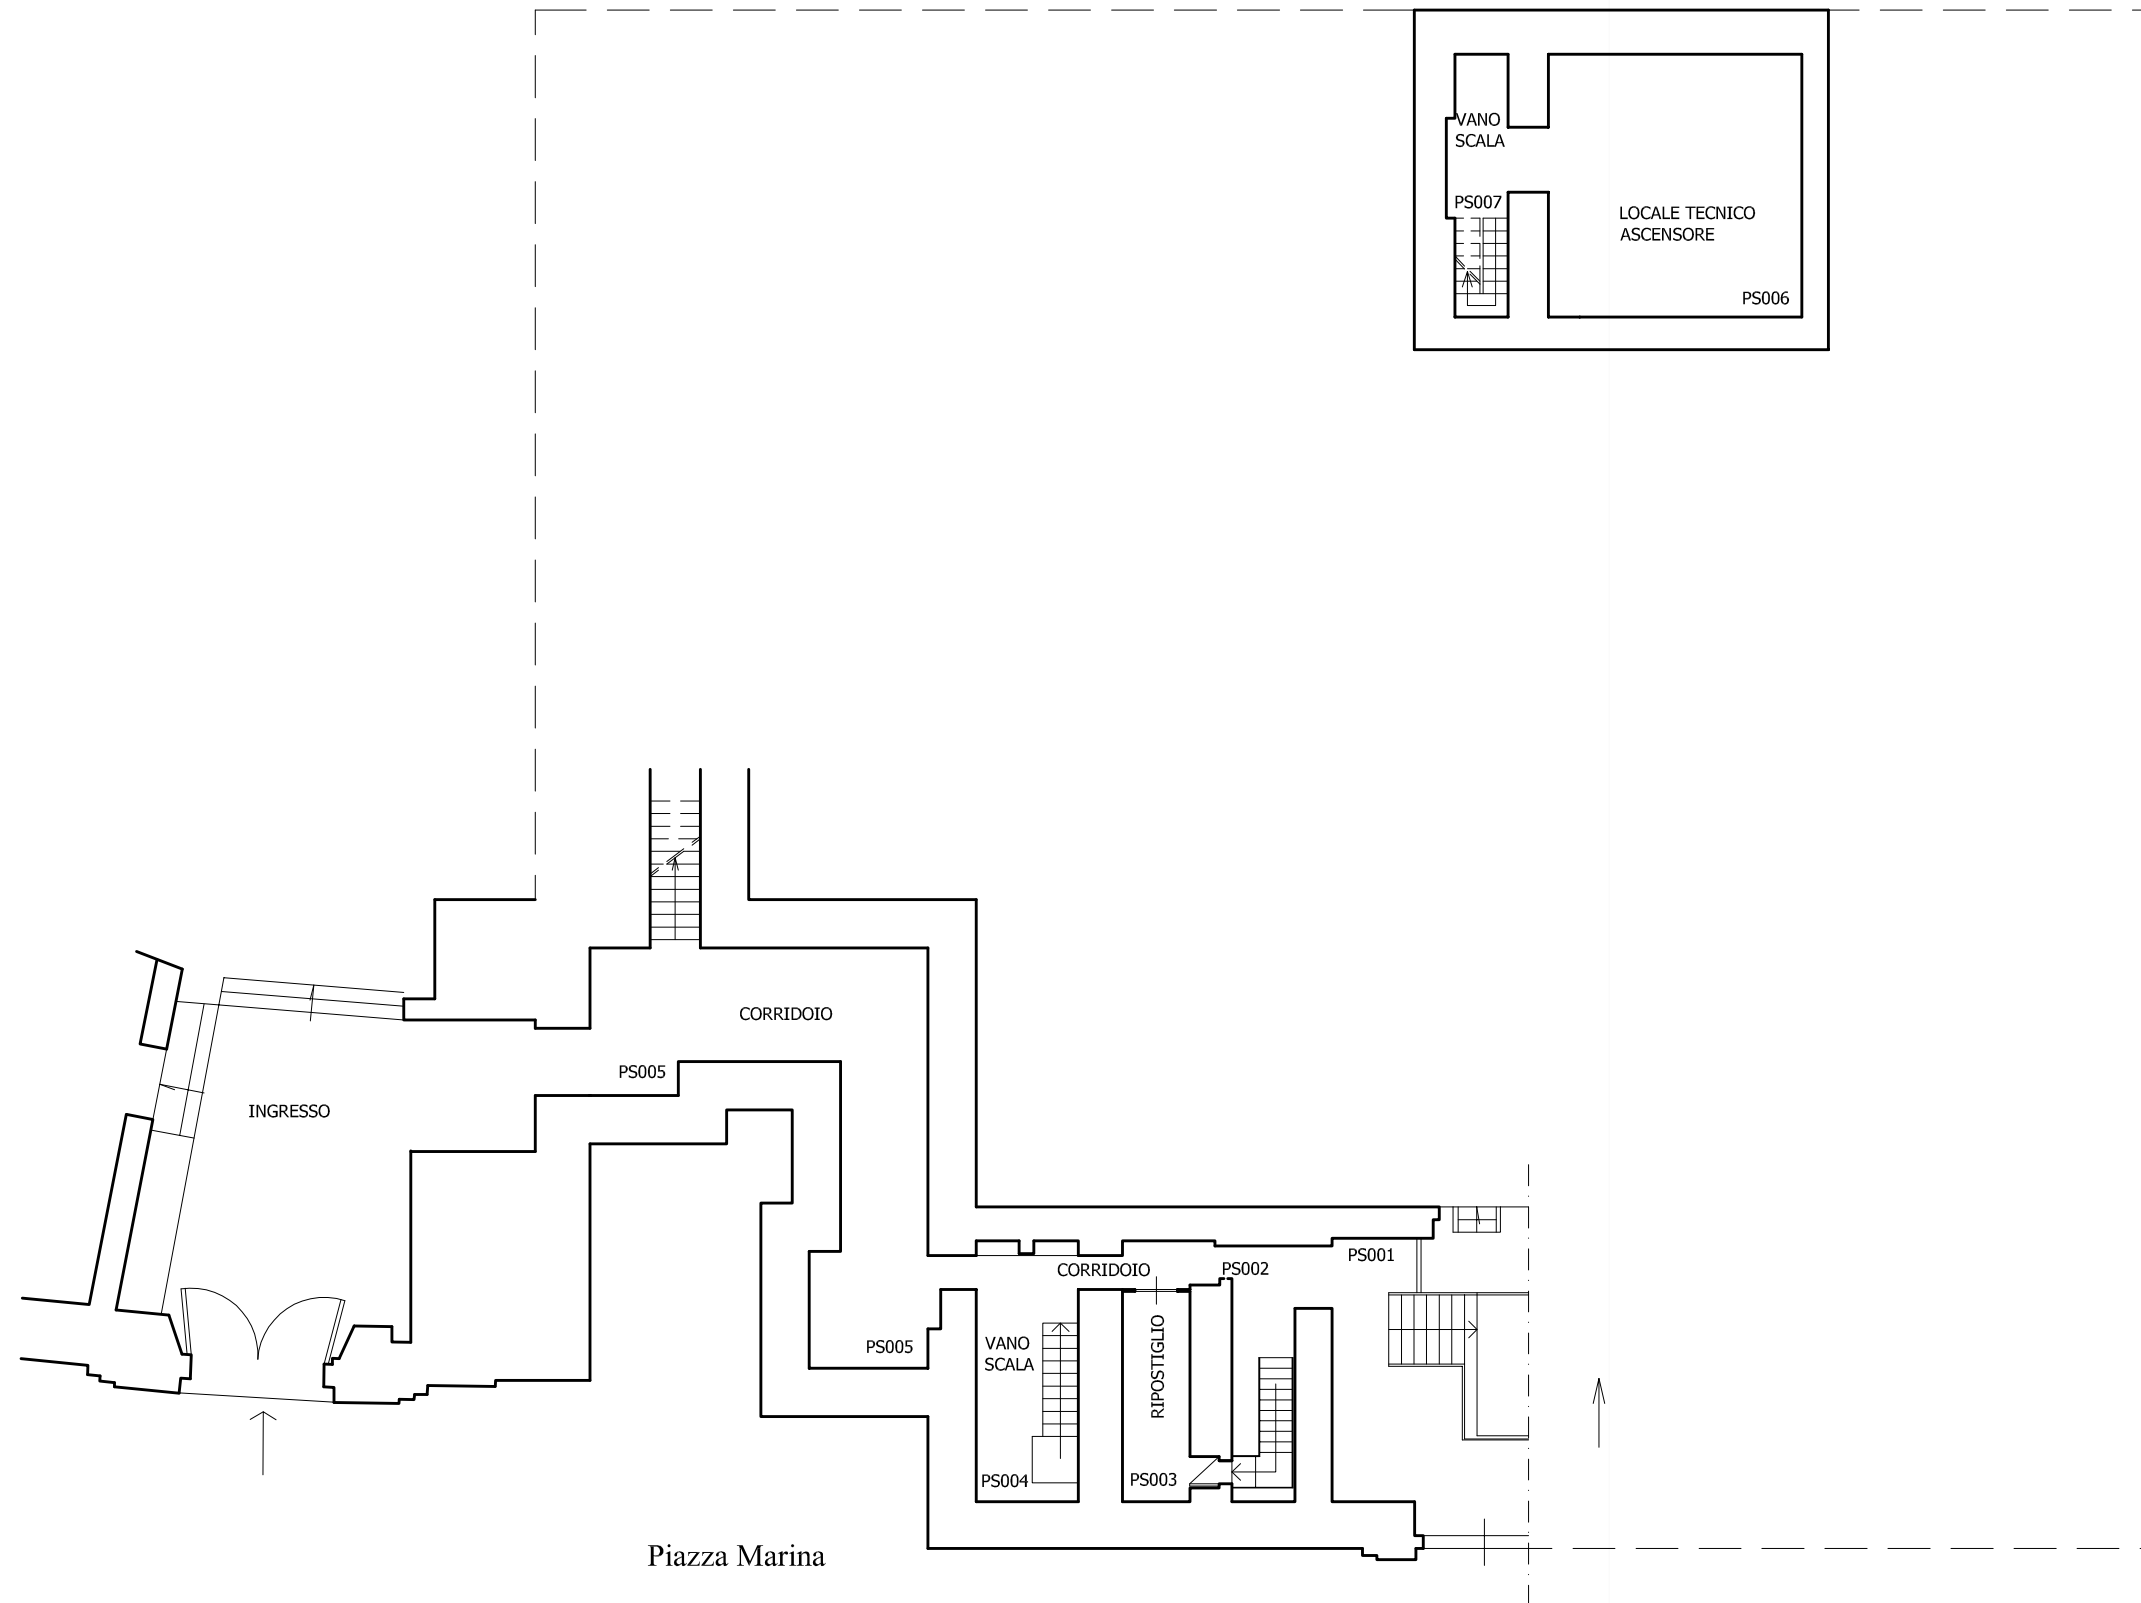 VANO
SCALA
PS007
LOCALE TECNICO
ASCENSORE
PS006
CORRIDOIO
PS005
INGRESSO
PS001
PS002
CORRIDOIO
PS005
VANO
SCALA
RIPOSTIGLIO
PS004
PS003
Piazza Marina